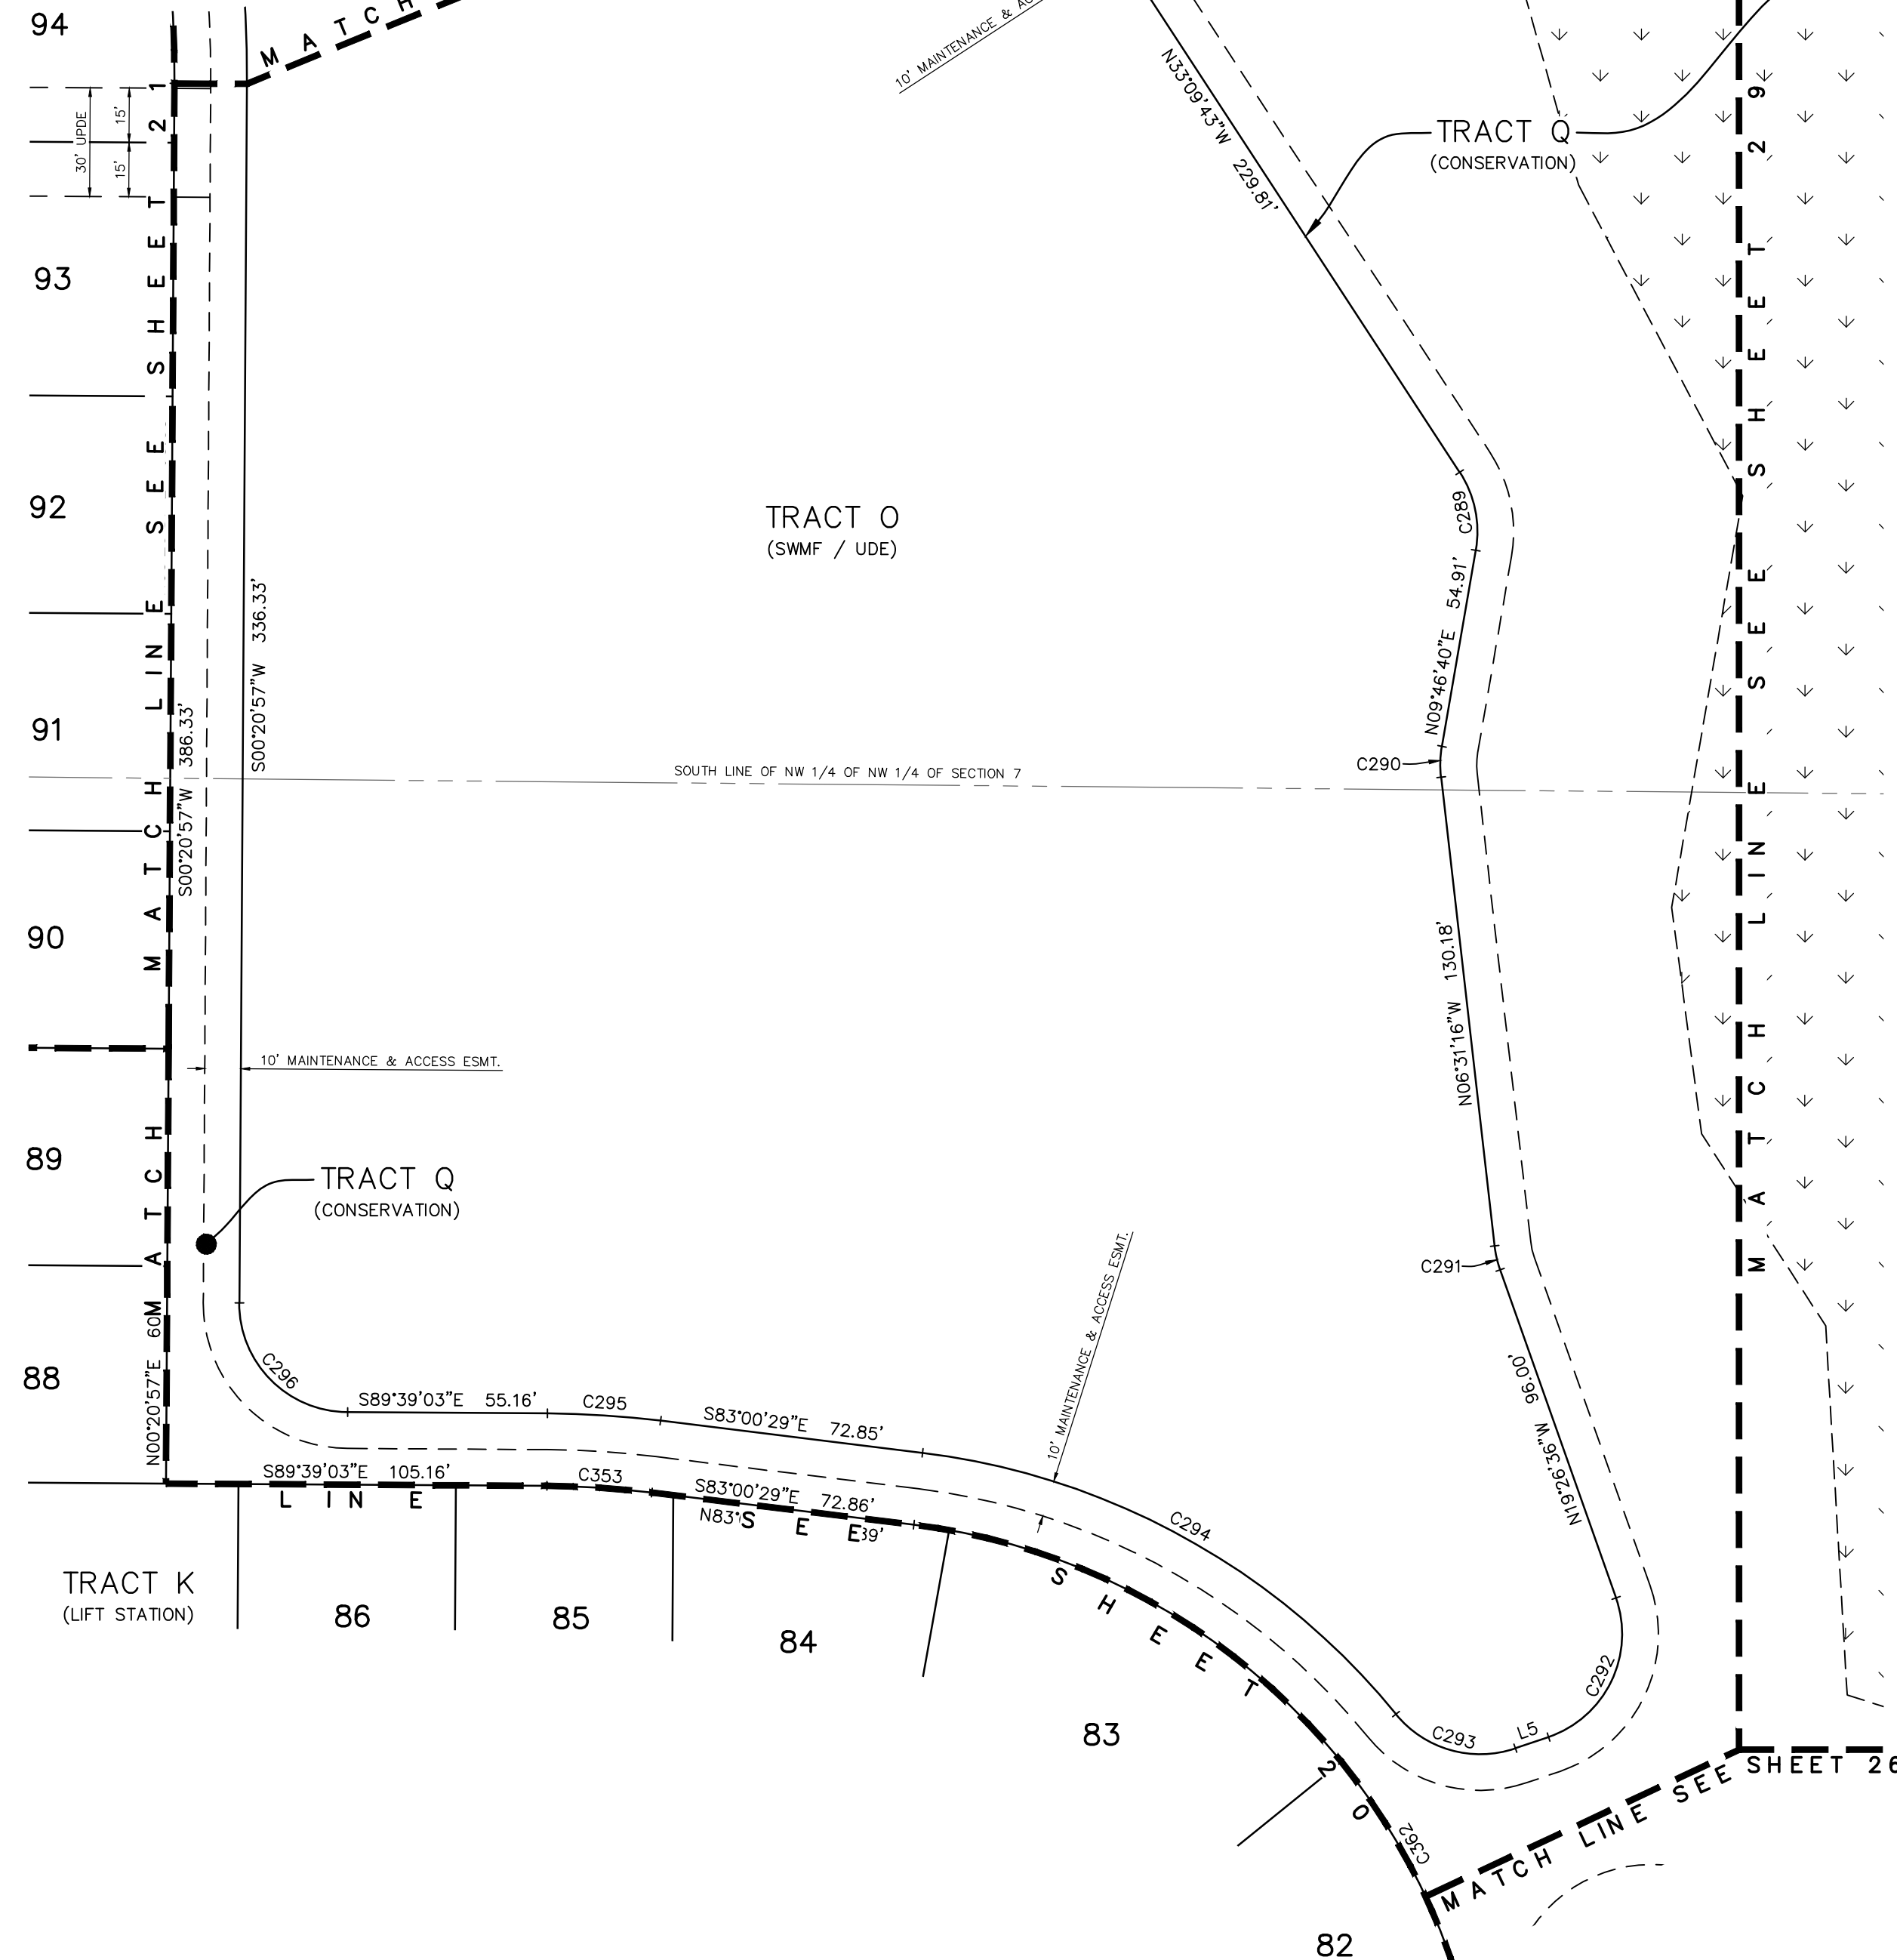 94
MATCH
10' MAINTENANCE &
30' UPDE
15'
15'
N33°09'43"W 229.81'
TRACT Q
(CONSERVATION)
93
MATCH LINE SEE SHEET 21
MATCH LINE SEE SHEET 29
92
TRACT O
(SWMF / UDE)
C289
S00°20'57"W 336.33'
N09°46'40"E 54.91'
91
S00°20'57"W 386.33'
C290
SOUTH LINE OF NW 1/4 OF NW 1/4 OF SECTION 7
90
N06°31'16"W 130.18'
10' MAINTENANCE & ACCESS ESMT.
89
TRACT Q
(CONSERVATION)
C291
10' MAINTENANCE & ACCESS ESMT.
88
N00°20'57"E 60
C296
S89°39'03"E 55.16'
C295
S83°00'29"E 72.85'
N19°26'36"W 96.00'
S89°39'03"E 105.16'
C353
S83°00'29"E 72.86'
N83° 39'
MATCH LINE SEE SHEET 20
C294
TRACT K
(LIFT STATION)
86
85
84
83
C292
L5
C293
C362
MATCH LINE SEE SHEET 26
82